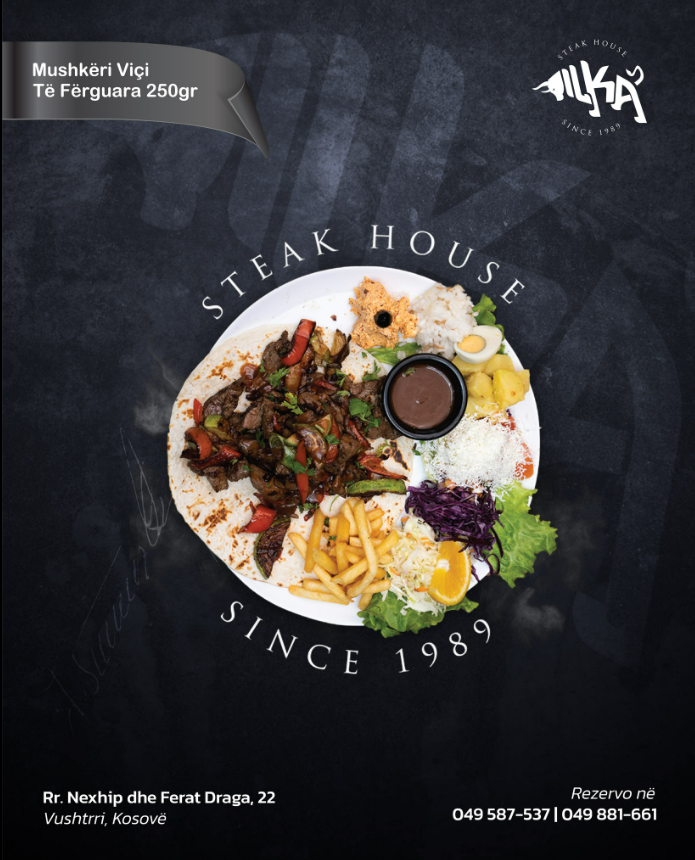 Mushkëri Viçi
Të Fërguara 250gr
STEAK HOUSE
ILKA
SINCE 1989
STEAK HOUSE
SINCE 1989
Rr. Nexhip dhe Ferat Draga, 22
Vushtrri, Kosovë
Rezervo në
049 587-537 | 049 881-661